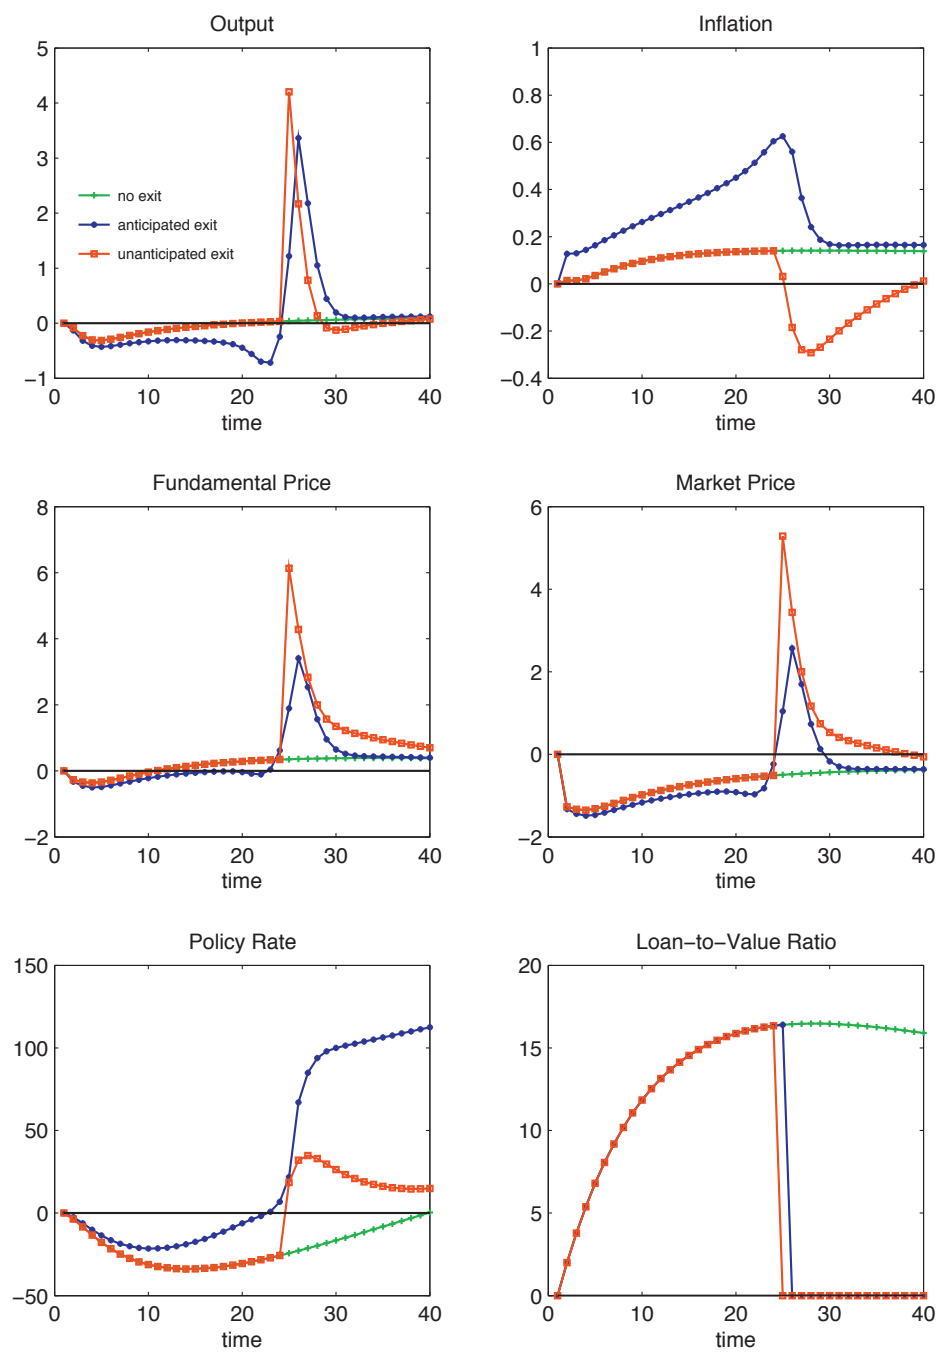 Output
5
4
3
2
1
0
−1
no exit
anticipated exit
unanticipated exit
0 10 20 30 40
time
Inflation
1
0.8
0.6
0.4
0.2
0
−0.2
−0.4
0 10 20 30 40
time
Fundamental Price
8
6
4
2
0
−2
0 10 20 30 40
time
Market Price
6
4
2
0
−2
0 10 20 30 40
time
Policy Rate
150
100
50
0
−50
0 10 20 30 40
time
Loan−to−Value Ratio
20
15
10
5
0
0 10 20 30 40
time